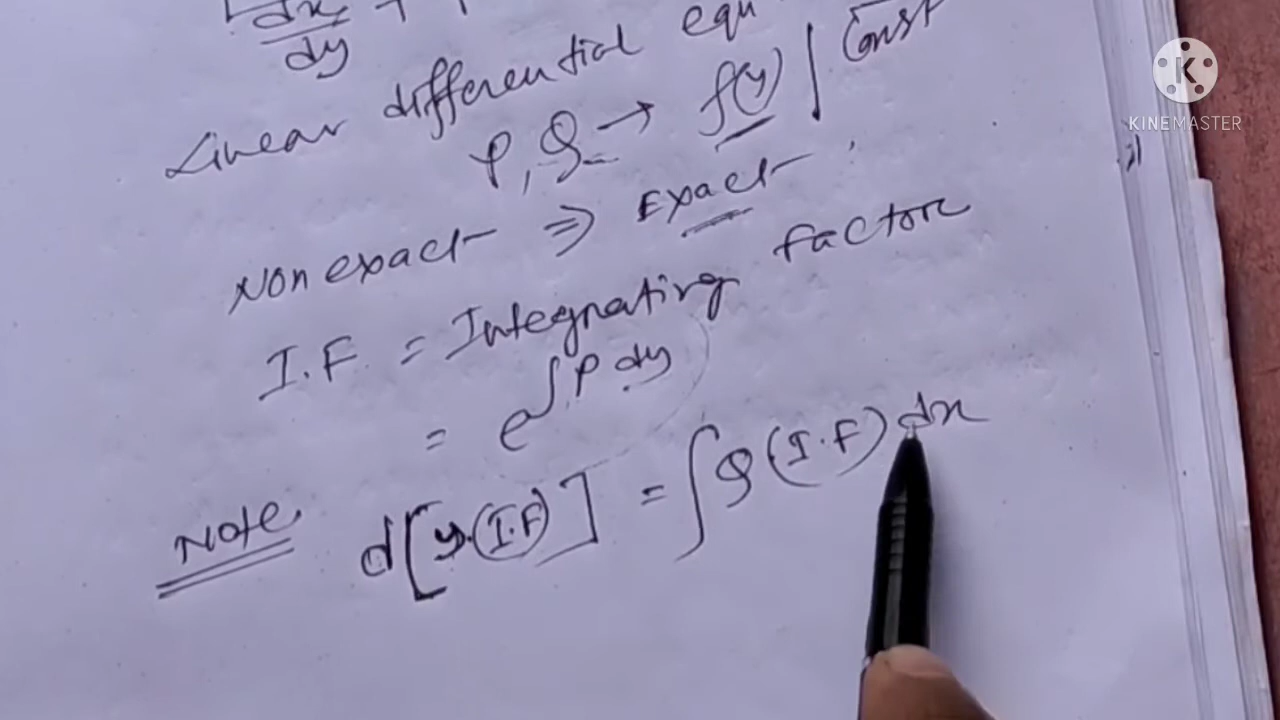 dx/dy +
Linear differential equ
P, Q → f(y) | Const
Non exact ⇒ Exact
I.F = Integrating factor
= e^∫P dy
Note d[y.(I.F)] = ∫Q(I.F) dx
KINEMASTER